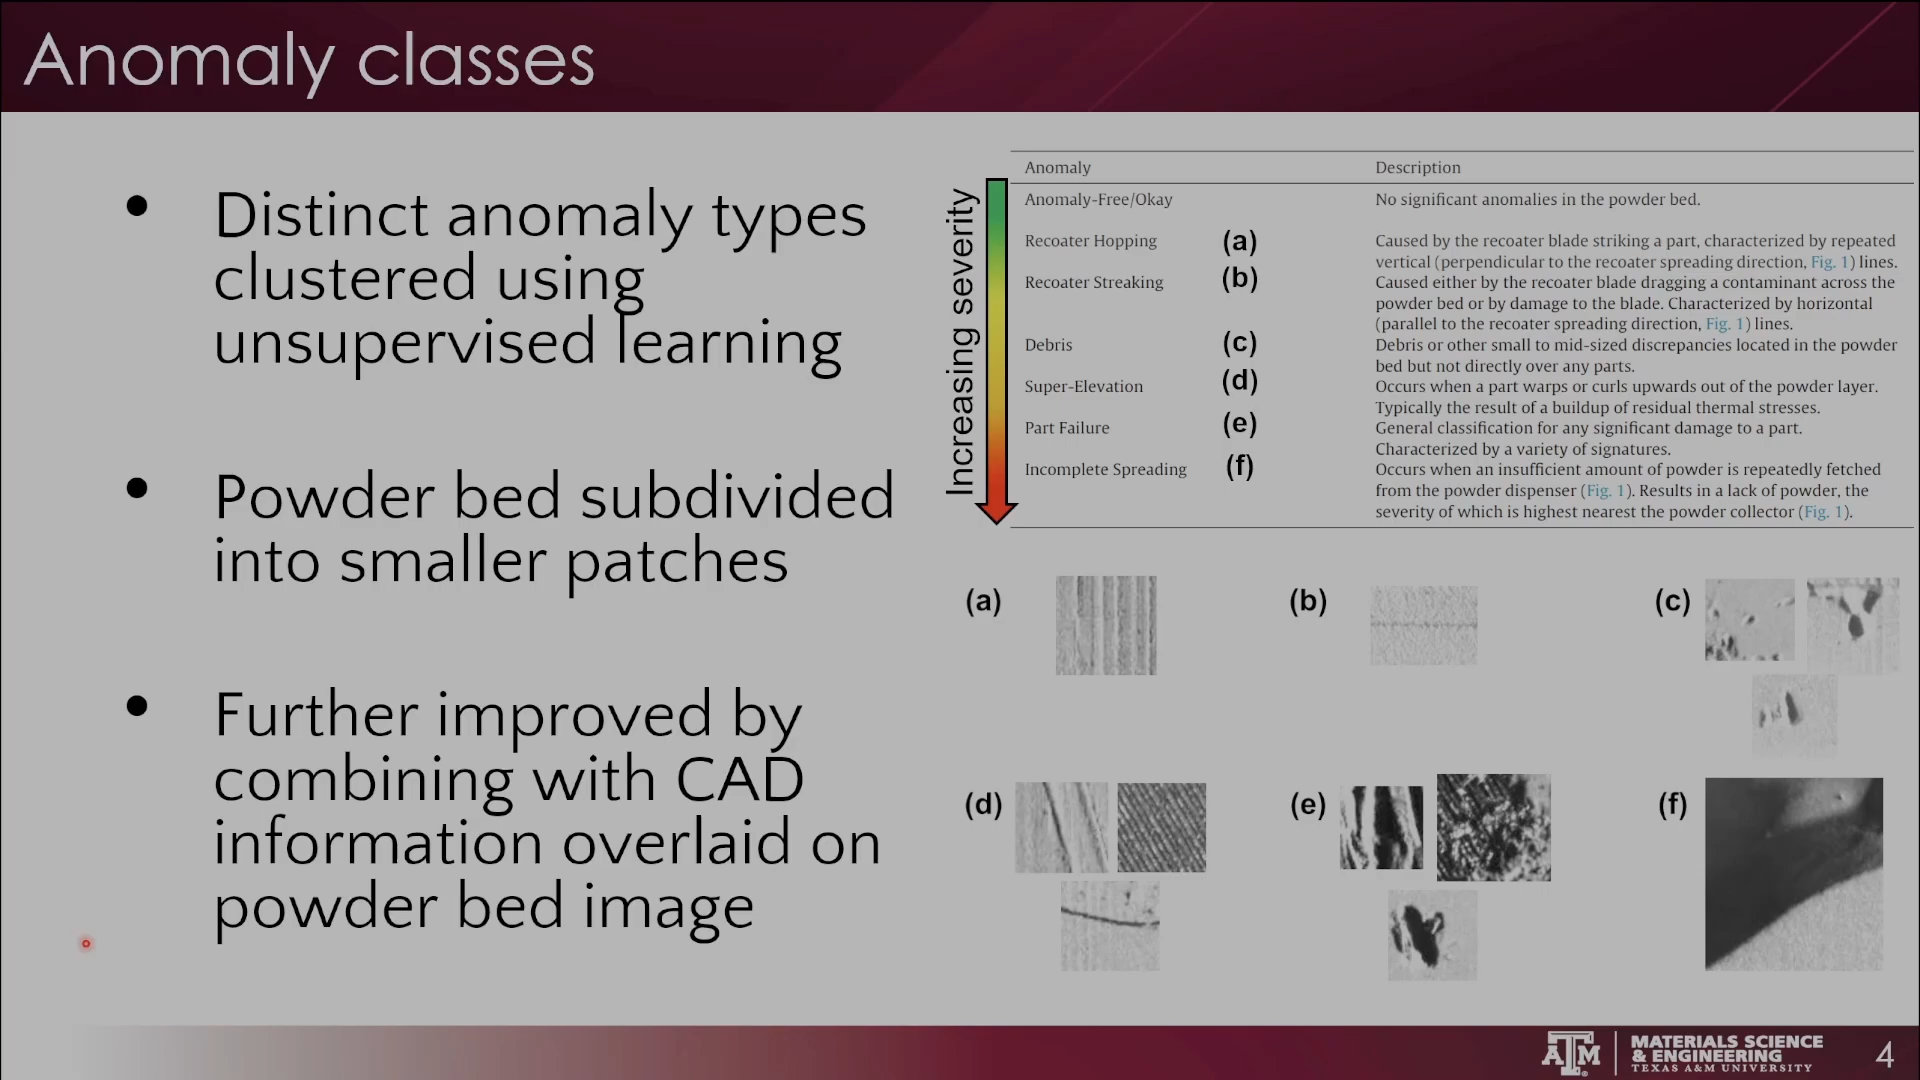 Anomaly classes
• Distinct anomaly types
clustered using
unsupervised learning
• Powder bed subdivided
into smaller patches
• Further improved by
combining with CAD
information overlaid on
powder bed image
Increasing severity
Anomaly Description
Anomaly-Free/Okay No significant anomalies in the powder bed.
Recoater Hopping (a) Caused by the recoater blade striking a part, characterized by repeated
vertical (perpendicular to the recoater spreading direction, Fig. 1) lines.
Recoater Streaking (b) Caused either by the recoater blade dragging a contaminant across the
powder bed or by damage to the blade. Characterized by horizontal
(parallel to the recoater spreading direction, Fig. 1) lines.
Debris (c) Debris or other small to mid-sized discrepancies located in the powder
bed but not directly over any parts.
Super-Elevation (d) Occurs when a part warps or curls upwards out of the powder layer.
Typically the result of a buildup of residual thermal stresses.
Part Failure (e) General classification for any significant damage to a part.
Characterized by a variety of signatures.
Incomplete Spreading (f) Occurs when an insufficient amount of powder is repeatedly fetched
from the powder dispenser (Fig. 1). Results in a lack of powder, the
severity of which is highest nearest the powder collector (Fig. 1).
(a) (b) (c)
(d) (e) (f)
ATM
MATERIALS SCIENCE
& ENGINEERING
TEXAS A&M UNIVERSITY
4